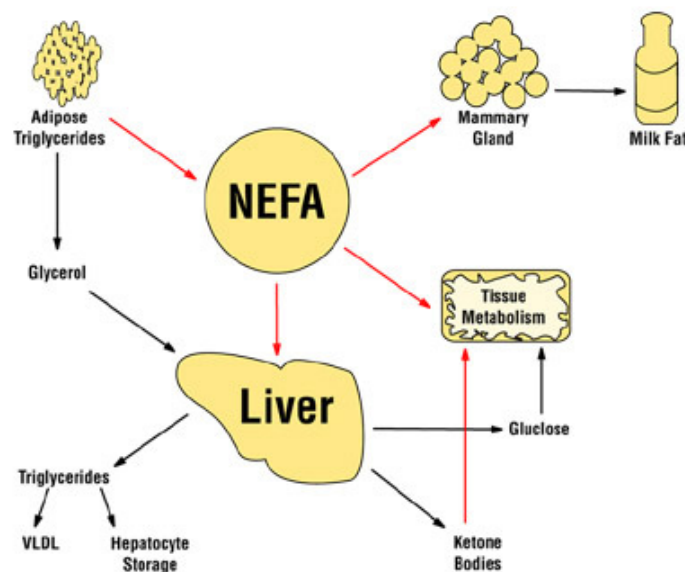 Adipose
Triglycerides
Mammary
Gland
Milk Fat
NEFA
Glycerol
Tissue
Metabolism
Liver
Gluclose
Triglycerides
VLDL
Hepatocyte
Storage
Ketone
Bodies